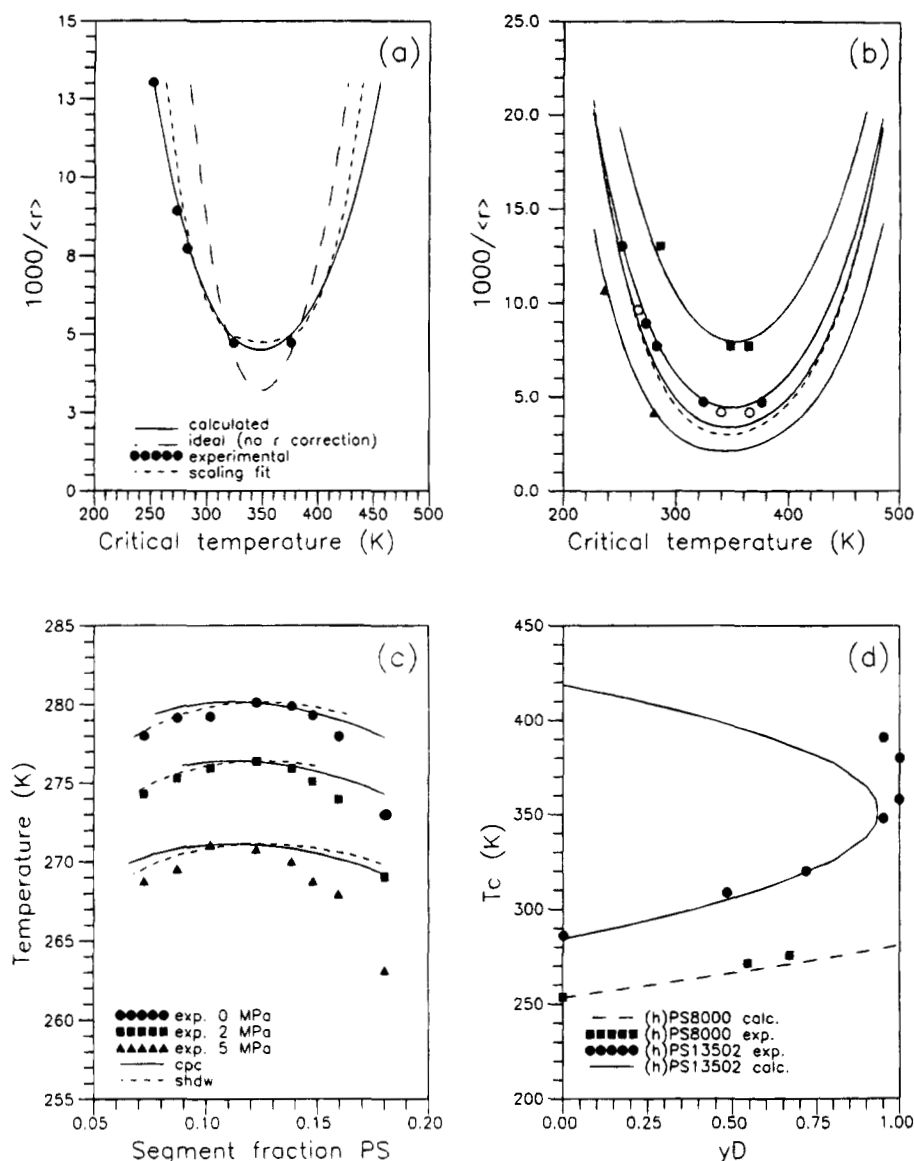 (a)
15
13
10
8
5
3
0
1000/<r>
200 250 300 350 400 450 500
Critical temperature (K)
calculated
ideal (no r correction)
experimental
scaling fit
(b)
25.0
20.0
15.0
10.0
5.0
0.0
1000/<r>
200 300 400 500
Critical temperature (K)
(c)
285
280
275
270
265
260
255
Temperature (K)
0.05 0.10 0.15 0.20
Segment fraction PS
exp. 0 MPa
exp. 2 MPa
exp. 5 MPa
cpc
shdw
(d)
450
400
350
300
250
200
Tc (K)
0.00 0.25 0.50 0.75 1.00
yD
(h)PS8000 calc.
(h)PS8000 exp.
(h)PS13502 exp.
(h)PS13502 calc.